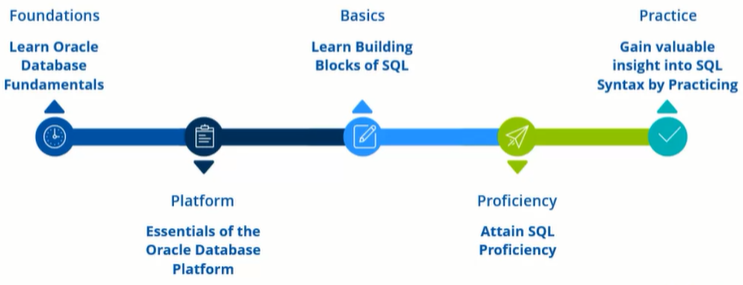 Foundations
Learn Oracle
Database
Fundamentals
Platform
Essentials of the
Oracle Database
Platform
Basics
Learn Building
Blocks of SQL
Proficiency
Attain SQL
Proficiency
Practice
Gain valuable
insight into SQL
Syntax by Practicing